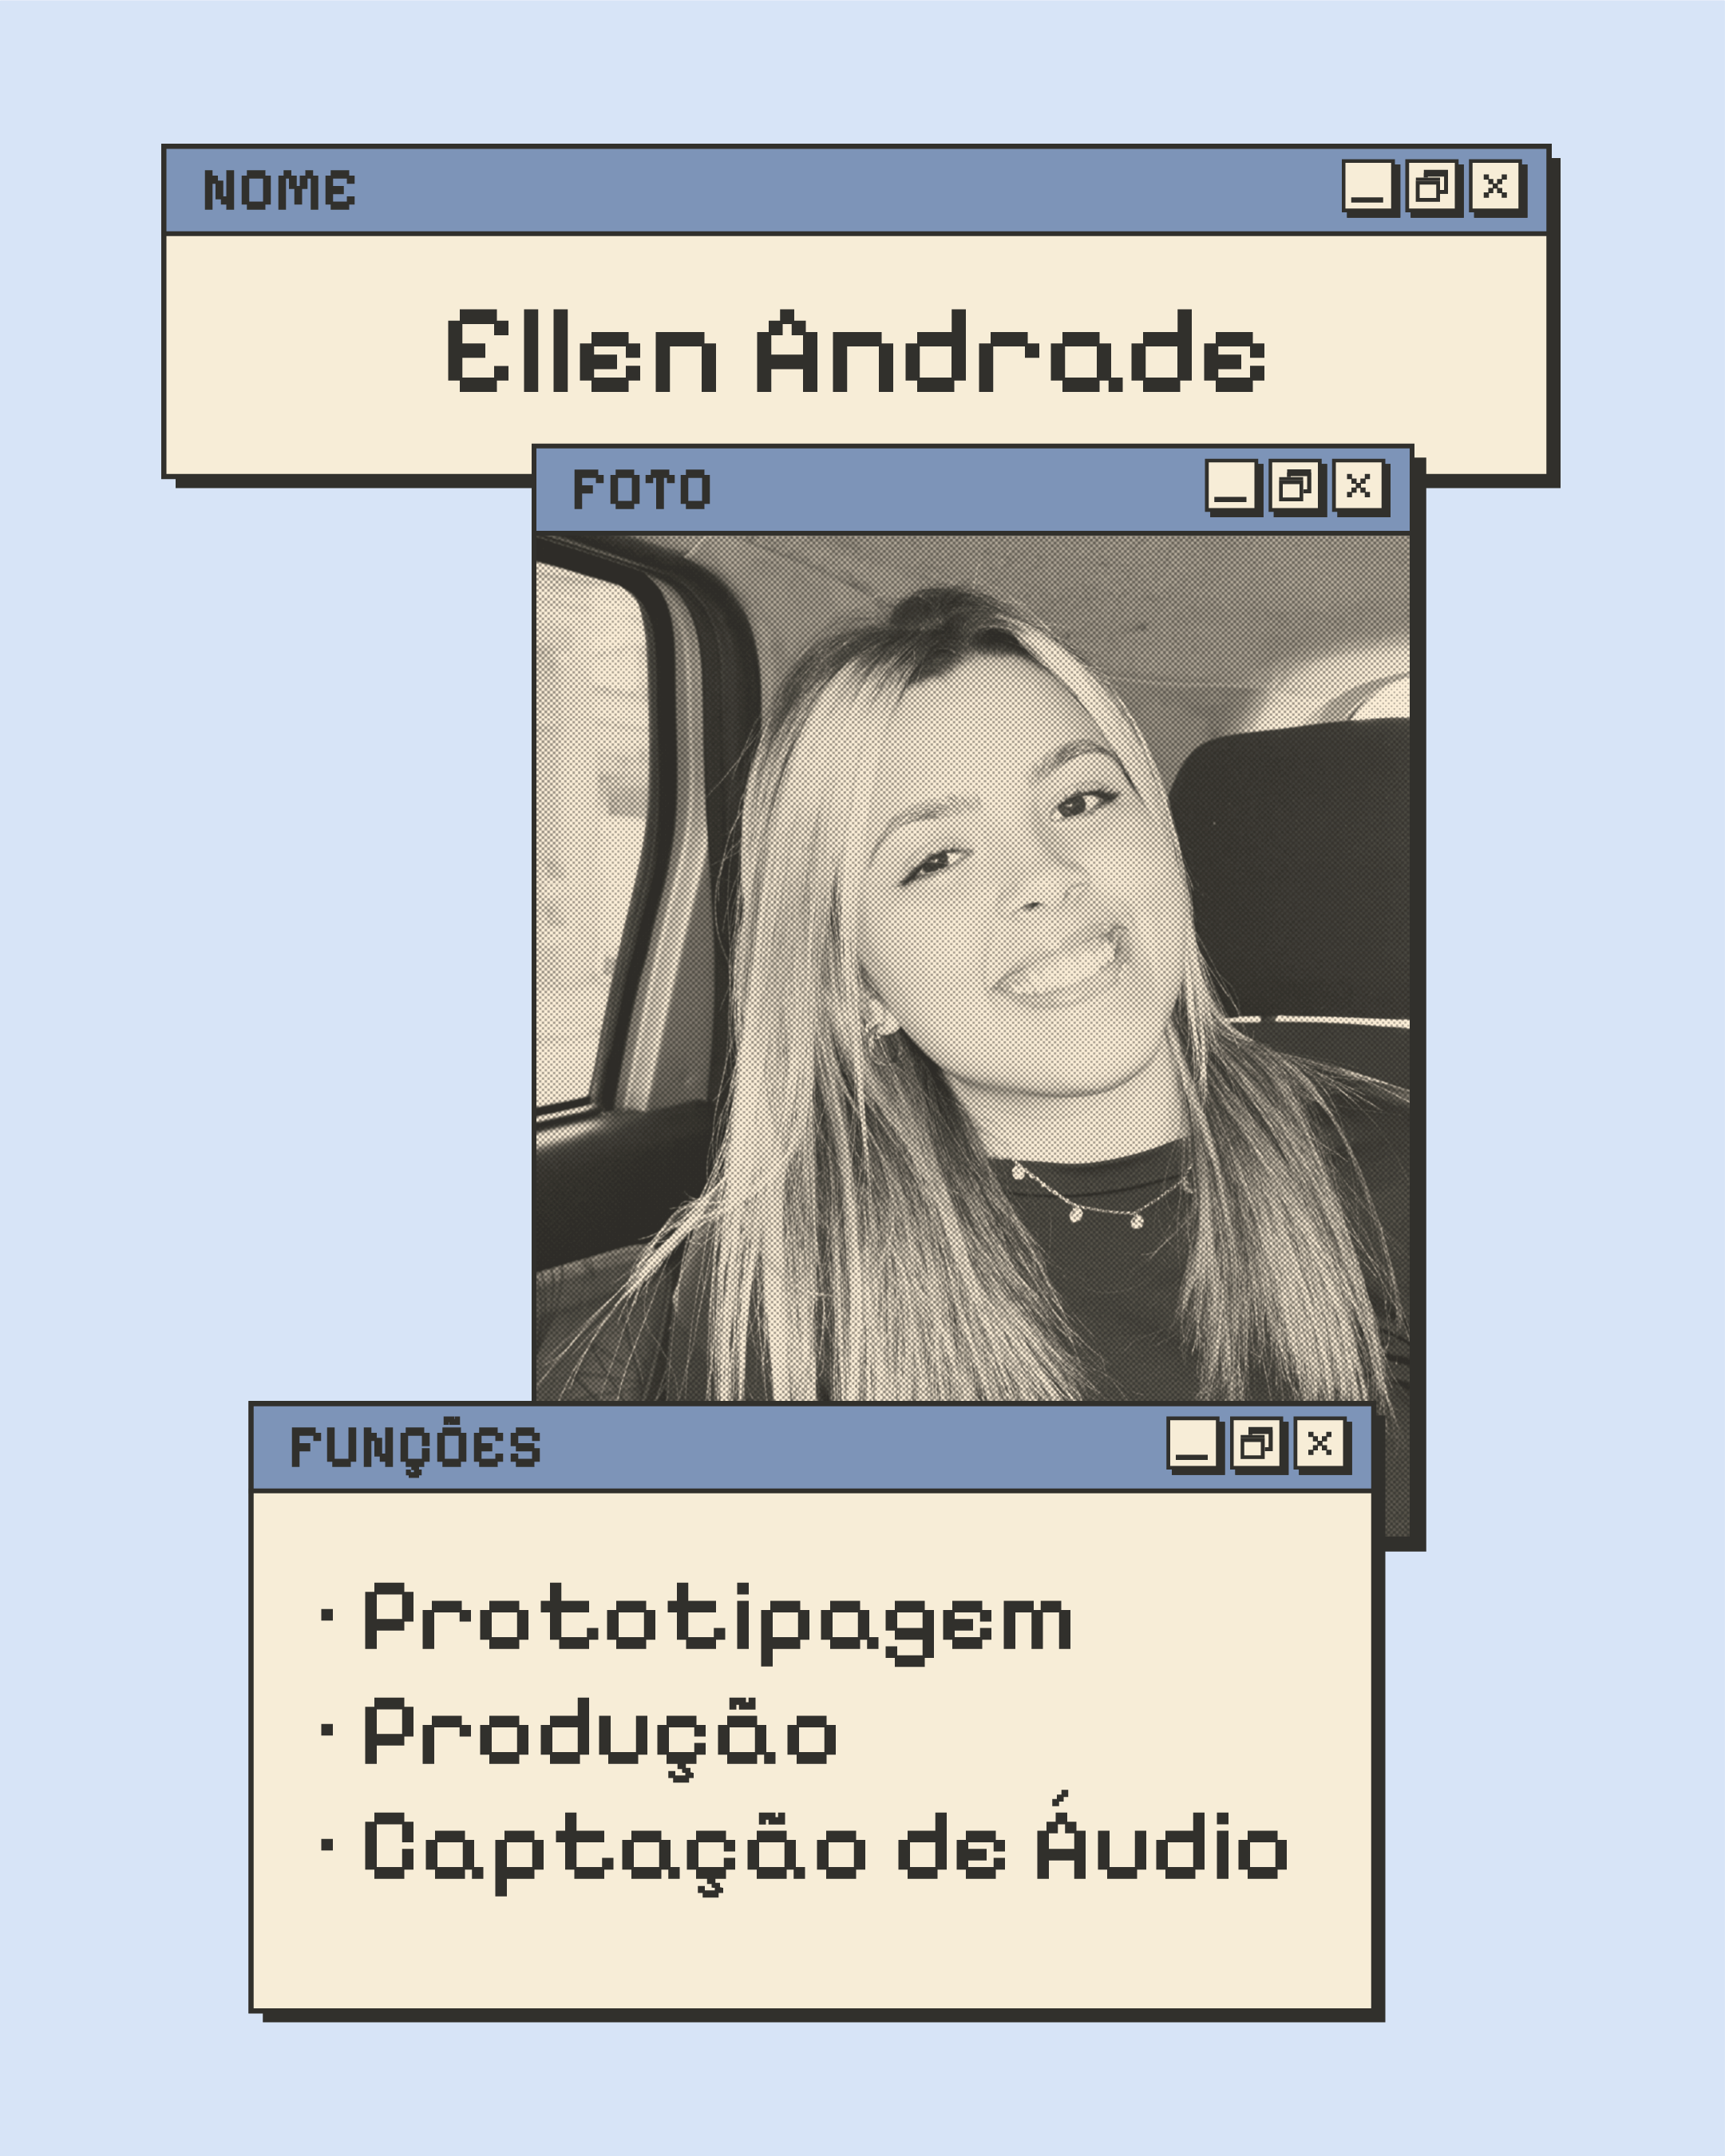 NOME
Ellen Andrade
FOTO
FUNÇÕES
· Prototipagem
· Produção
· Captação de Áudio